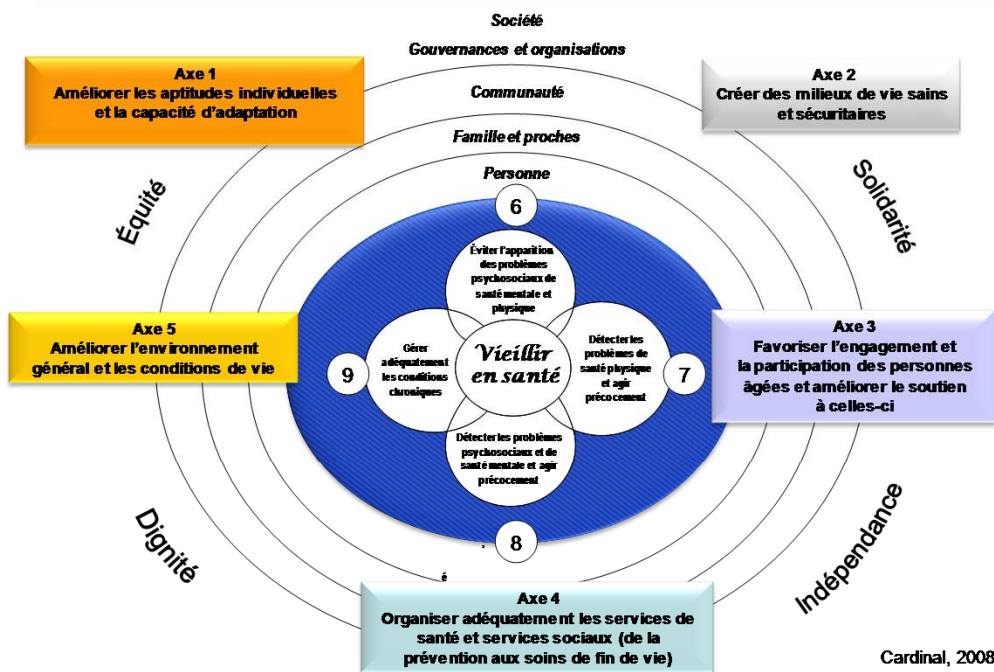 Société
Gouvernances et organisations
Axe 1
Améliorer les aptitudes individuelles
et la capacité d'adaptation
Axe 2
Créer des milieux de vie sains
et sécuritaires
Communauté
Famille et proches
Personne
Équité
Solidarité
6
Éviter l'apparition
des problèmes
psychosociaux de
santé mentale et
physique
Axe 5
Améliorer l'environnement
général et les conditions de vie
9
Gérer
adéquatement
les conditions
chroniques
Vieillir
en santé
Détecter les
problèmes de
santé physique
et agir
précocement
7
Axe 3
Favoriser l'engagement et
la participation des personnes
âgées et améliorer le soutien
à celles-ci
Détecter les problèmes
psychosociaux et de
santé mentale et agir
précocement
8
,
é
Dignité
Indépendance
Axe 4
Organiser adéquatement les services de
santé et services sociaux (de la
prévention aux soins de fin de vie)
Cardinal, 2008